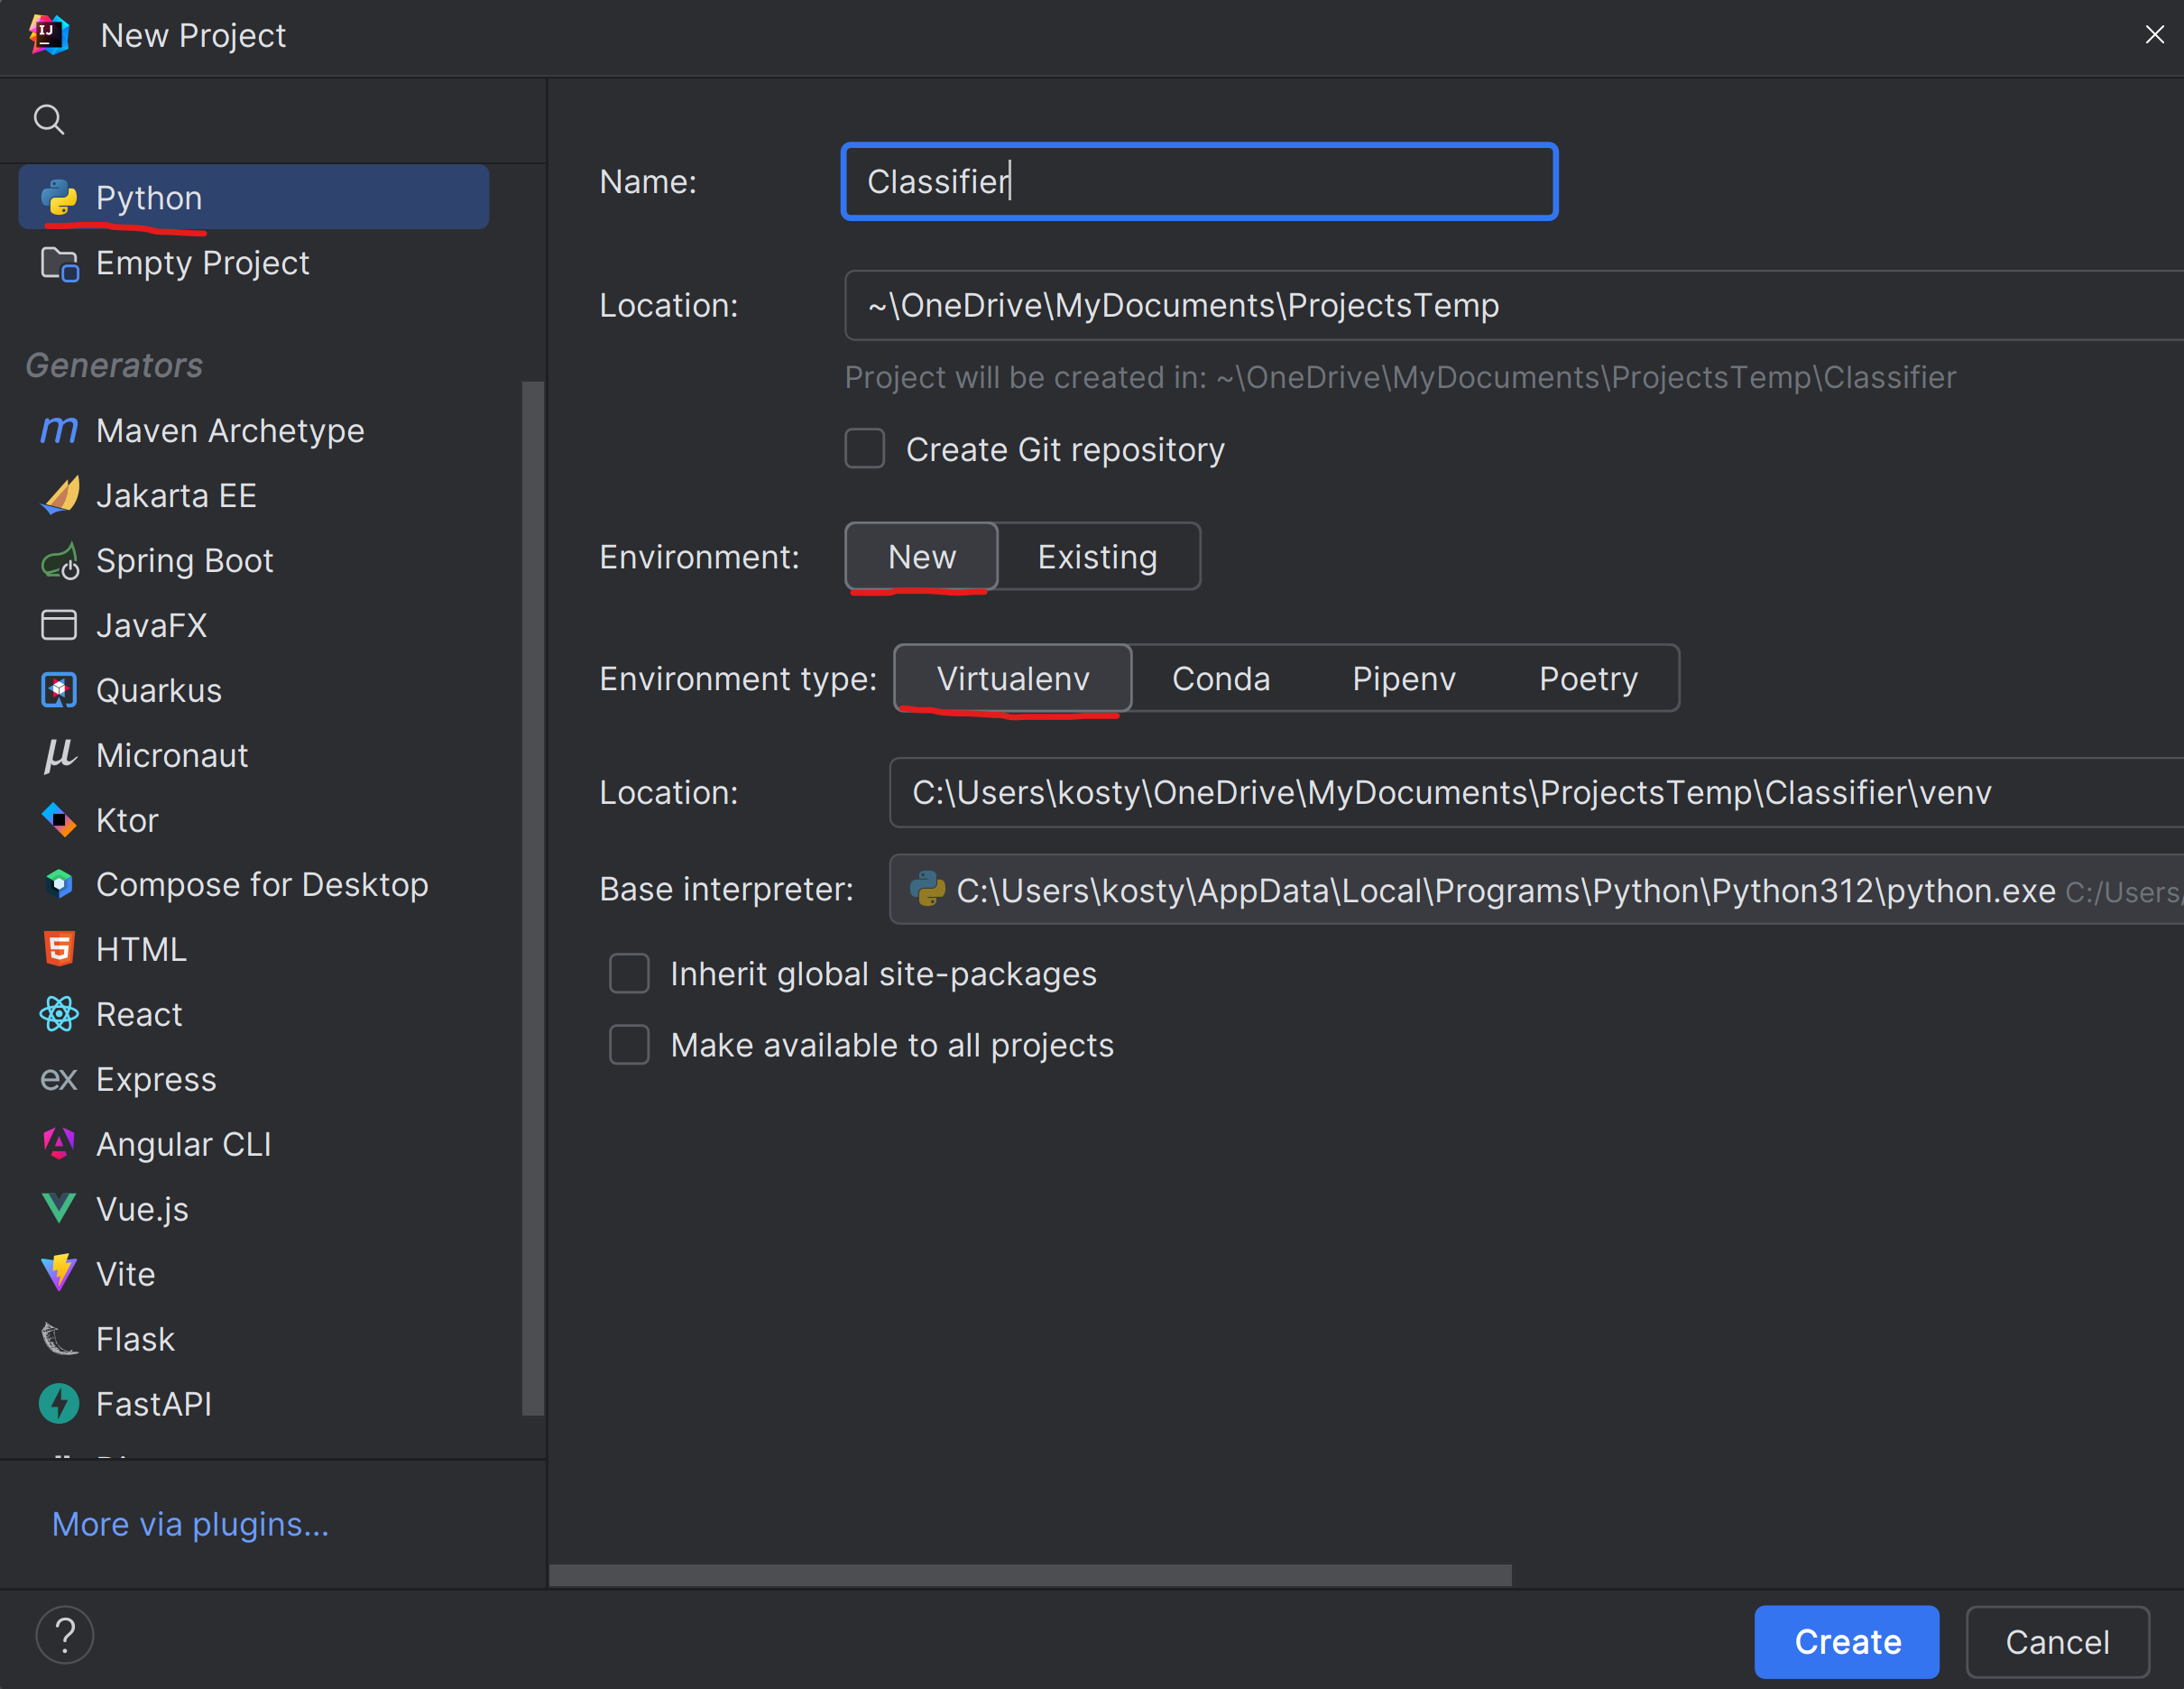 New Project
Python
Empty Project
Generators
Maven Archetype
Jakarta EE
Spring Boot
JavaFX
Quarkus
Micronaut
Ktor
Compose for Desktop
HTML
React
Express
Angular CLI
Vue.js
Vite
Flask
FastAPI
More via plugins...
Name: Classifier
Location: ~\OneDrive\MyDocuments\ProjectsTemp
Project will be created in: ~\OneDrive\MyDocuments\ProjectsTemp\Classifier
Create Git repository
Environment: New Existing
Environment type: Virtualenv Conda Pipenv Poetry
Location: C:\Users\kosty\OneDrive\MyDocuments\ProjectsTemp\Classifier\venv
Base interpreter: C:\Users\kosty\AppData\Local\Programs\Python\Python312\python.exe C:/Users/
Inherit global site-packages
Make available to all projects
? Create Cancel